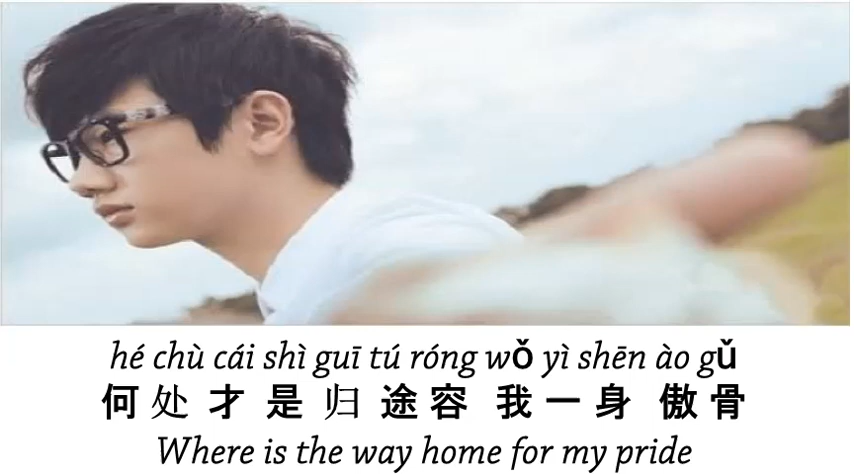 hé chù cái shì guī tú róng wǒ yì shēn ào gǔ
何处才是归途容我一身傲骨
Where is the way home for my pride